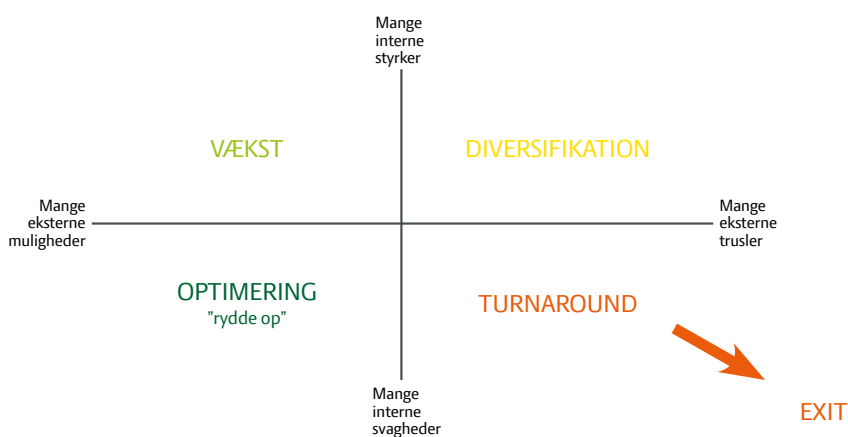 Mange
interne
styrker
VÆKST
DIVERSIFIKATION
Mange
eksterne
muligheder
Mange
eksterne
trusler
OPTIMERING
”rydde op”
TURNAROUND
Mange
interne
svagheder
EXIT